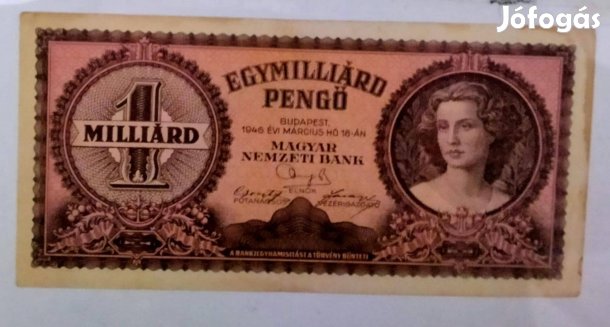 Jófogás
EGYMILLIÁRD
PENGŐ
1
MILLIÁRD
BUDAPEST,
1946 ÉVI MÁRCIUS HÓ 18-ÁN
MAGYAR
NEMZETI BANK
ELNÖK
FŐTANÁCSOS
VEZÉRIGAZGATÓ
A BANKJEGYHAMISÍTÁST A TÖRVÉNY BÜNTETI